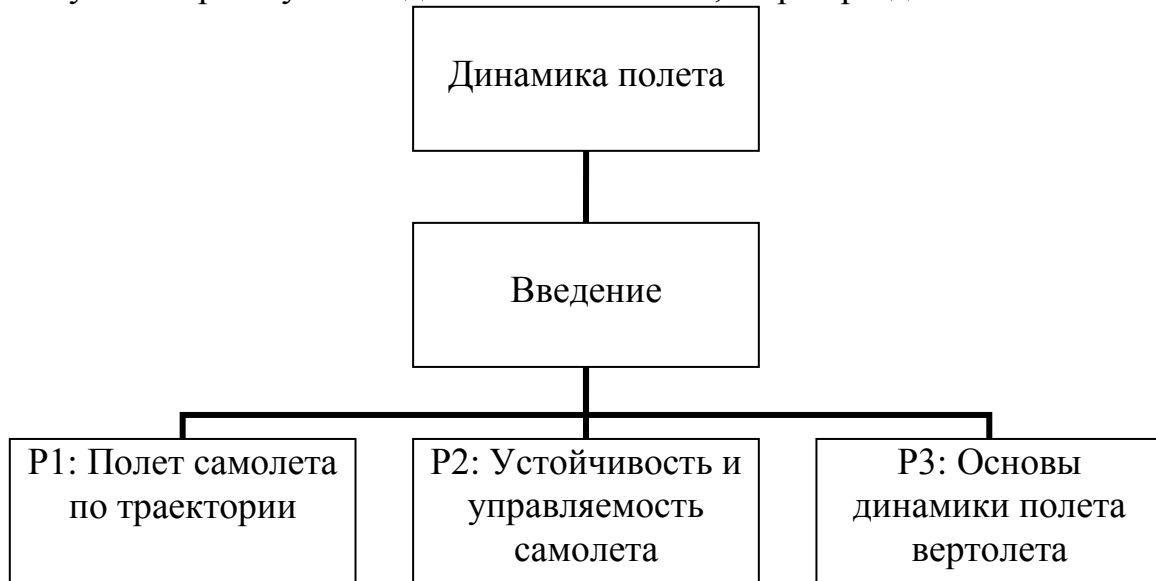 Динамика полета
Введение
Р1: Полет самолета
по траектории
Р2: Устойчивость и
управляемость
самолета
Р3: Основы
динамики полета
вертолета